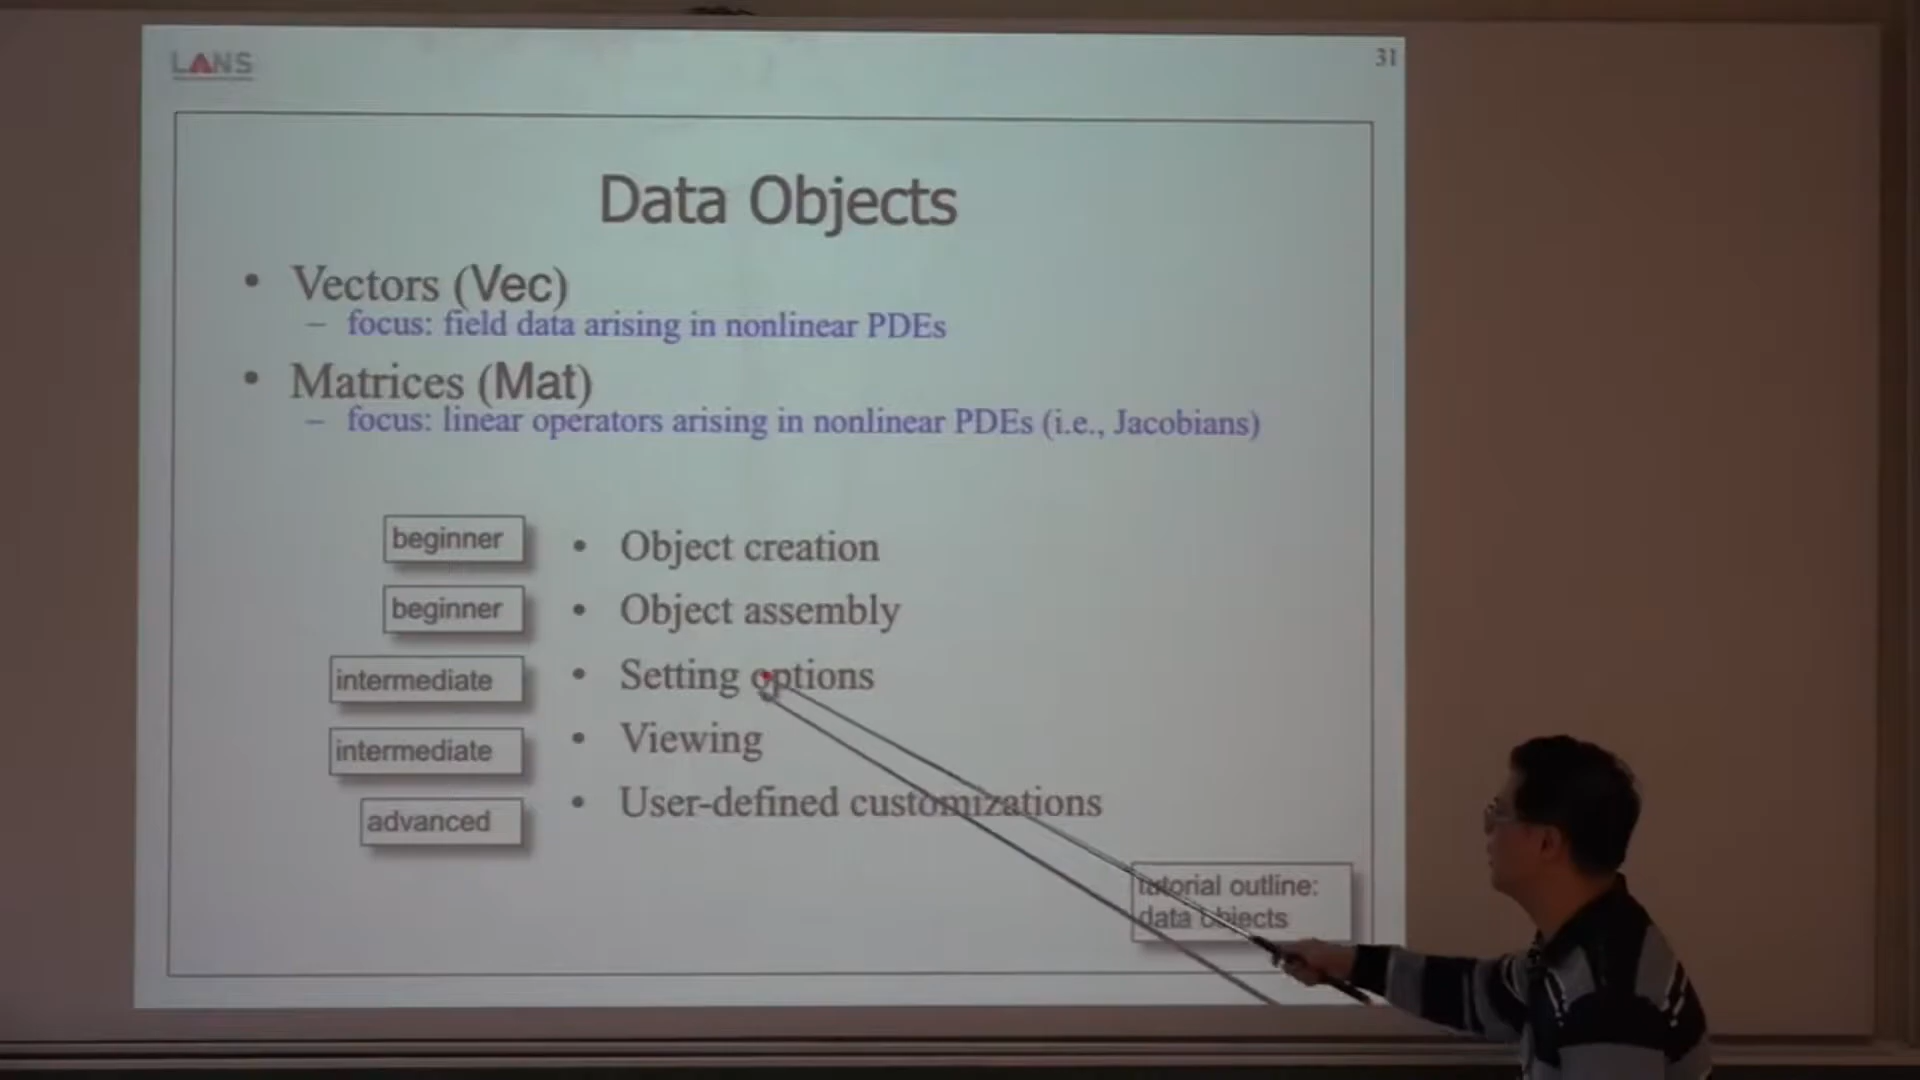 LANS
31
Data Objects
• Vectors (Vec)
– focus: field data arising in nonlinear PDEs
• Matrices (Mat)
– focus: linear operators arising in nonlinear PDEs (i.e., Jacobians)
beginner • Object creation
beginner • Object assembly
intermediate • Setting options
intermediate • Viewing
advanced • User-defined customizations
tutorial outline:
data objects